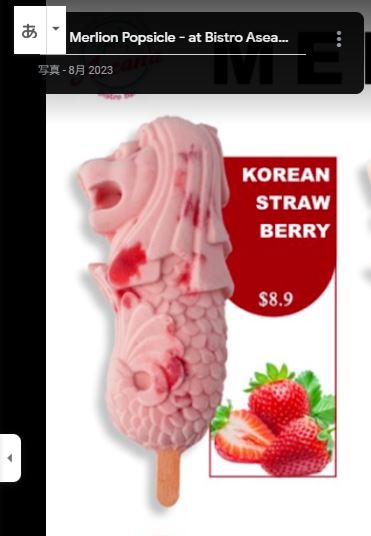 あ
Merlion Popsicle - at Bistro Asea...
写真 - 8月 2023
ME
KOREAN
STRAW
BERRY
$8.9